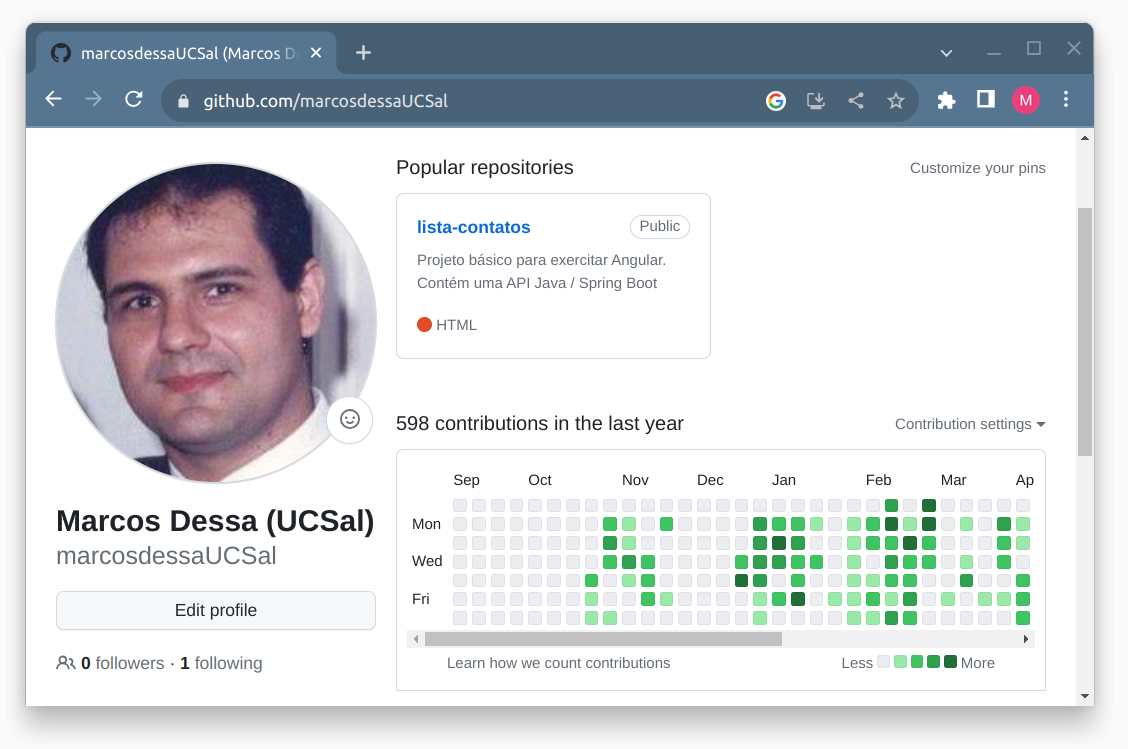 marcosdessaUCSal (Marcos D
github.com/marcosdessaUCSal
M
Popular repositories
Customize your pins
lista-contatos
Public
Projeto básico para exercitar Angular.
Contém uma API Java / Spring Boot
HTML
598 contributions in the last year
Contribution settings
Sep Oct Nov Dec Jan Feb Mar Ap
Mon
Wed
Fri
Learn how we count contributions
Less More
Marcos Dessa (UCSal)
marcosdessaUCSal
Edit profile
0 followers · 1 following